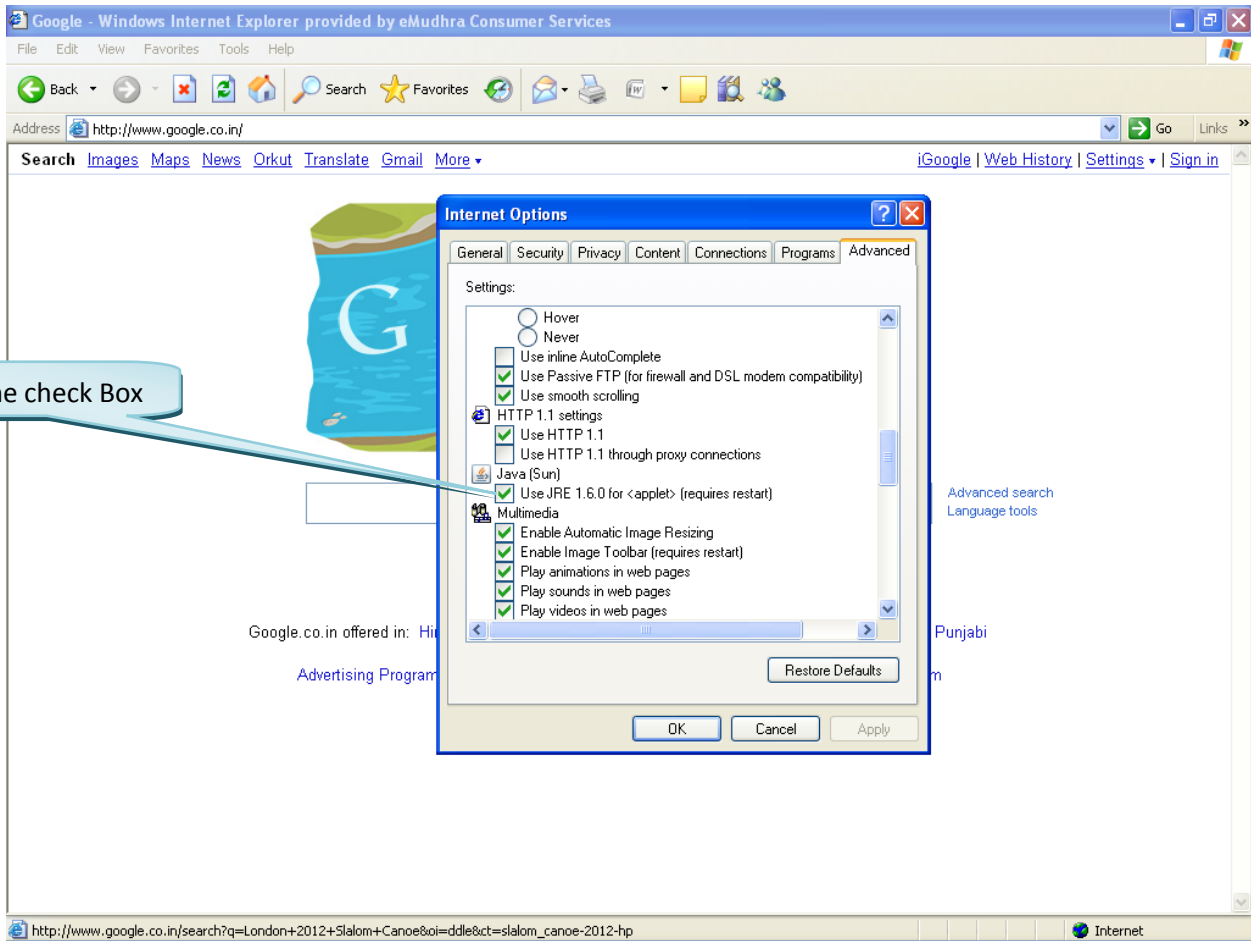 Google - Windows Internet Explorer provided by eMudhra Consumer Services
File Edit View Favorites Tools Help
Back Search Favorites
Address http://www.google.co.in/ Go Links »
Search Images Maps News Orkut Translate Gmail More iGoogle | Web History | Settings | Sign in
G
Internet Options
General Security Privacy Content Connections Programs Advanced
Settings:
Hover
Never
Use inline AutoComplete
Use Passive FTP (for firewall and DSL modem compatibility)
Use smooth scrolling
HTTP 1.1 settings
Use HTTP 1.1
Use HTTP 1.1 through proxy connections
Java (Sun)
Use JRE 1.6.0 for <applet> (requires restart)
Multimedia
Enable Automatic Image Resizing
Enable Image Toolbar (requires restart)
Play animations in web pages
Play sounds in web pages
Play videos in web pages
Restore Defaults
OK Cancel Apply
check Box
Advanced search
Language tools
Google.co.in offered in: Punjabi
Advertising
http://www.google.co.in/search?q=London+2012+Slalom+Canoe&oi=ddle&ct=slalom_canoe-2012-hp Internet